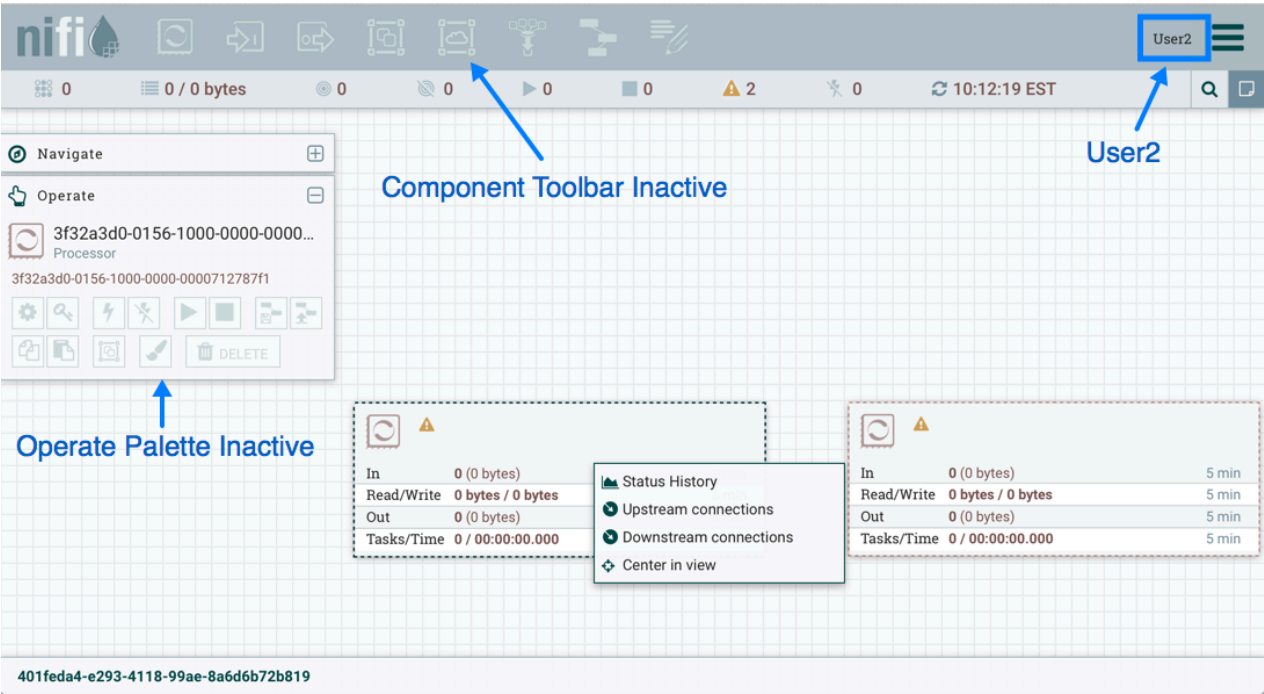 nifi
User2
0
0 / 0 bytes
0
0
0
0
2
0
10:12:19 EST
User2
Component Toolbar Inactive
Navigate
Operate
3f32a3d0-0156-1000-0000-0000...
Processor
3f32a3d0-0156-1000-0000-0000712787f1
DELETE
Operate Palette Inactive
In 0 (0 bytes)
Read/Write 0 bytes / 0 bytes
Out 0 (0 bytes)
Tasks/Time 0 / 00:00:00.000
Status History
Upstream connections
Downstream connections
Center in view
In 0 (0 bytes) 5 min
Read/Write 0 bytes / 0 bytes 5 min
Out 0 (0 bytes) 5 min
Tasks/Time 0 / 00:00:00.000 5 min
401feda4-e293-4118-99ae-8a6d6b72b819